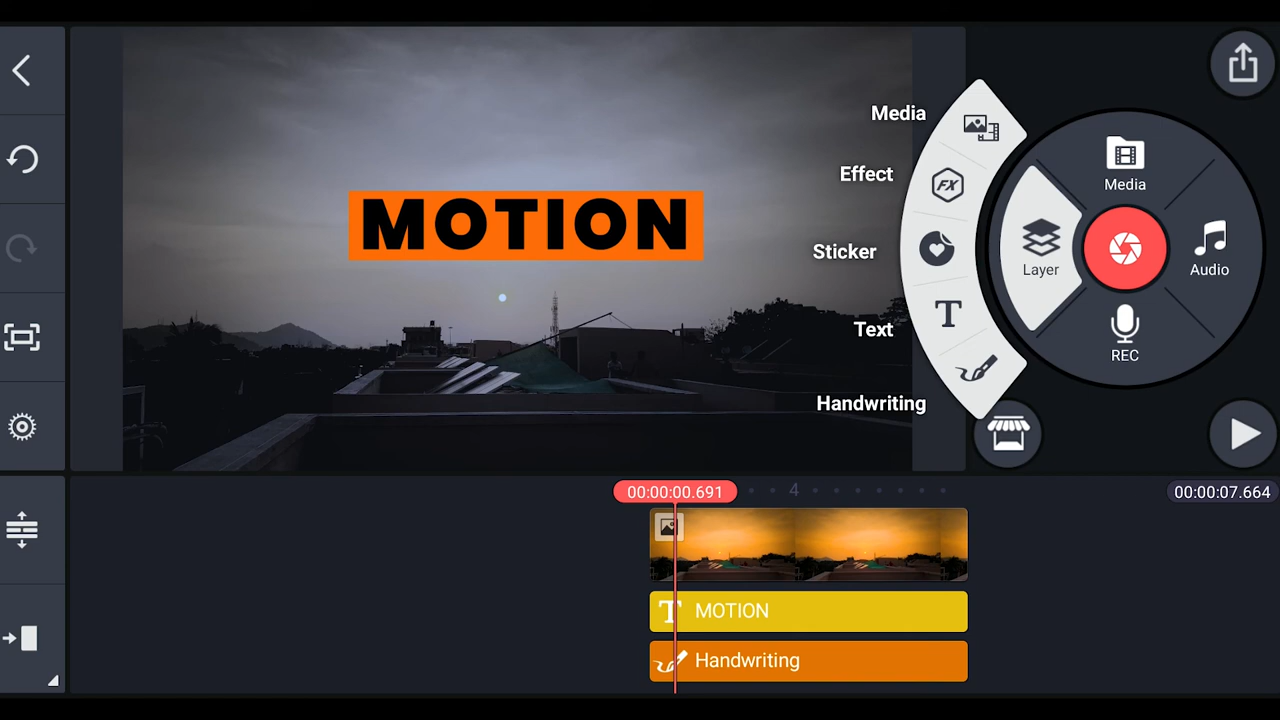 Media
Effect
Sticker
Text
Handwriting
MOTION
FX
T
Media
Layer
Audio
REC
00:00:00.691
4
00:00:07.664
T MOTION
Handwriting